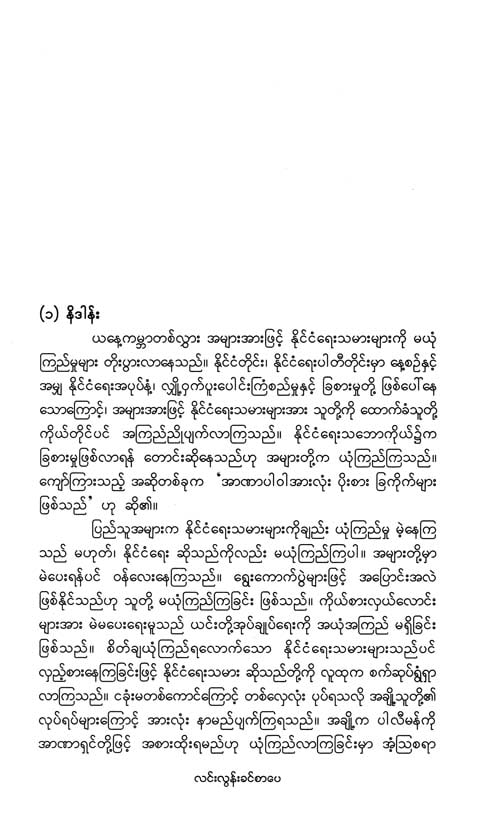 (၁) နိဒါန်း
ယနေ့ကမ္ဘာတစ်လွှား အများအားဖြင့် နိုင်ငံရေးသမားများကို မယုံ
ကြည်မှုများ တိုးပွားလာနေသည်။ နိုင်ငံတိုင်း၊ နိုင်ငံရေးပါတီတိုင်းမှာ နေ့စဉ်နှင့်
အမျှ နိုင်ငံရေးအပုပ်နံ့၊ လျှို့ဝှက်ပူးပေါင်းကြံစည်မှုနှင့် ခြစားမှုတို့ ဖြစ်ပေါ်နေ
သောကြောင့်၊ အများအားဖြင့် နိုင်ငံရေးသမားများအား သူတို့ကို ထောက်ခံသူတို့
ကိုယ်တိုင်ပင် အကြည်ညိုပျက်လာကြသည်။ နိုင်ငံရေးသဘောကိုယ်၌က
ခြစားမှုဖြစ်လာရန် တောင်းဆိုနေသည်ဟု အများတို့က ယုံကြည်ကြသည်။
ကျော်ကြားသည့် အဆိုတစ်ခုက ‘အာဏာပါဝါအားလုံး ပိုးစား ခြကိုက်များ
ဖြစ်သည်’ ဟု ဆို၏။
ပြည်သူအများက နိုင်ငံရေးသမားများကိုချည်း ယုံကြည်မှု မဲ့နေကြ
သည် မဟုတ်၊ နိုင်ငံရေး ဆိုသည်ကိုလည်း မယုံကြည်ကြပါ။ အများတို့မှာ
မဲပေးရန်ပင် ဝန်လေးနေကြသည်။ ရွေးကောက်ပွဲများဖြင့် အပြောင်းအလဲ
ဖြစ်နိုင်သည်ဟု သူတို့ မယုံကြည်ကြခြင်း ဖြစ်သည်။ ကိုယ်စားလှယ်လောင်း
များအား မဲမပေးရေးမူသည် ယင်းတို့အုပ်ချုပ်ရေးကို အယုံအကြည် မရှိခြင်း
ဖြစ်သည်။ စိတ်ချယုံကြည်ရလောက်သော နိုင်ငံရေးသမားများသည်ပင်
လှည့်စားနေကြခြင်းဖြင့် နိုင်ငံရေးသမား ဆိုသည်တို့ကို လူထုက စက်ဆုပ်ရွံရှာ
လာကြသည်။ ငခုံးမတစ်ကောင်ကြောင့် တစ်လှေလုံး ပုပ်ရသလို အချို့သူတို့၏
လုပ်ရပ်များကြောင့် အားလုံး နာမည်ပျက်ကြရသည်။ အချို့က ပါလီမန်ကို
အာဏာရှင်တို့ဖြင့် အစားထိုးရမည်ဟု ယုံကြည်လာကြခြင်းမှာ အံ့သြစရာ
လင်းလွန်းခင်စာပေ